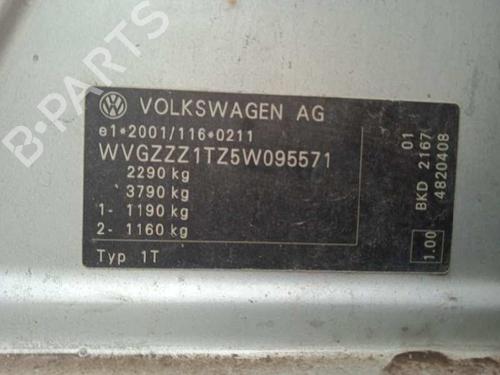 B-PARTS
VOLKSWAGEN AG
e1*2001/116*0211
WVGZZZ1TZ5W095571
2290 kg
3790 kg
1- 1190 kg
2- 1160 kg
Typ 1T
01
BKD 2167
4820408
1.00